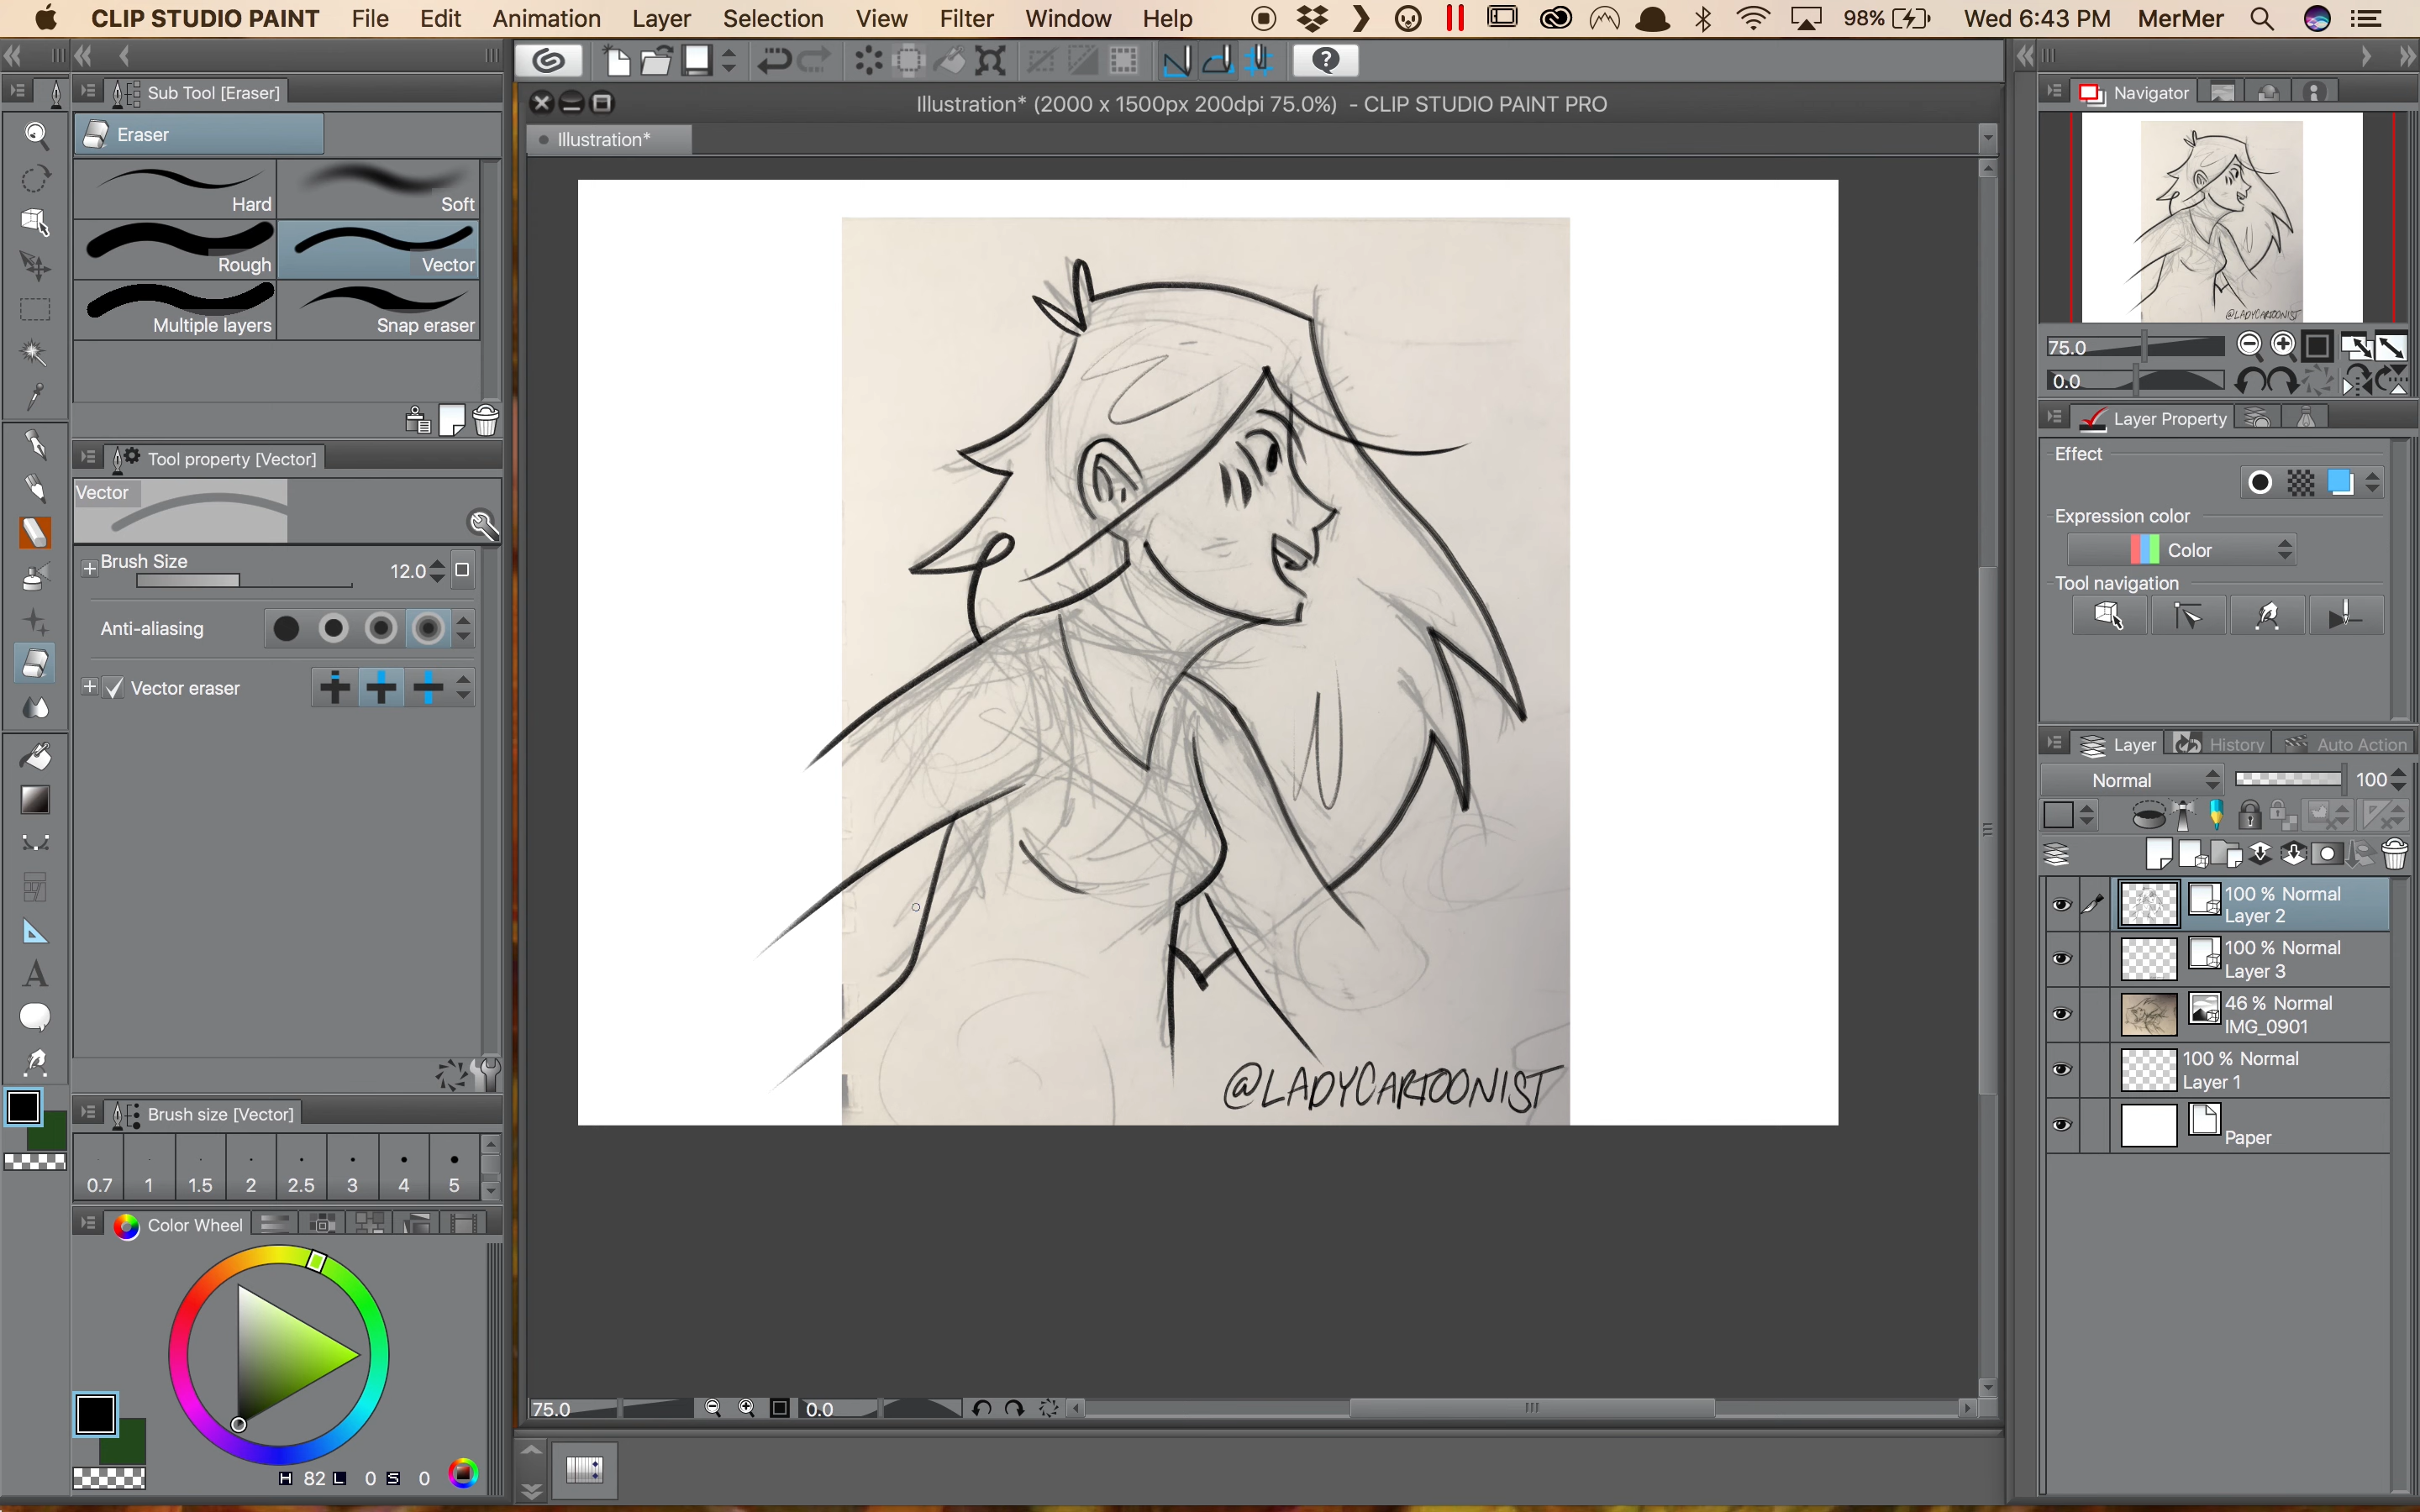 CLIP STUDIO PAINT File Edit Animation Layer Selection View Filter Window Help 98% Wed 6:43 PM MerMer
Sub Tool [Eraser]
Eraser
Hard Soft
Rough Vector
Multiple layers Snap eraser
Tool property [Vector]
Vector
Brush Size 12.0
Anti-aliasing
Vector eraser
Brush size [Vector]
0.7 1 1.5 2 2.5 3 4 5
Color Wheel
H 82 L 0 S 0
Illustration* (2000 x 1500px 200dpi 75.0%) - CLIP STUDIO PAINT PRO
Illustration*
@LADYCARTOONIST
75.0 0.0
Navigator
@LADYCARTOONIST
75.0
0.0
Layer Property
Effect
Expression color
Color
Tool navigation
Layer History Auto Action
Normal 100
100 % Normal
Layer 2
100 % Normal
Layer 3
46 % Normal
IMG_0901
100 % Normal
Layer 1
Paper